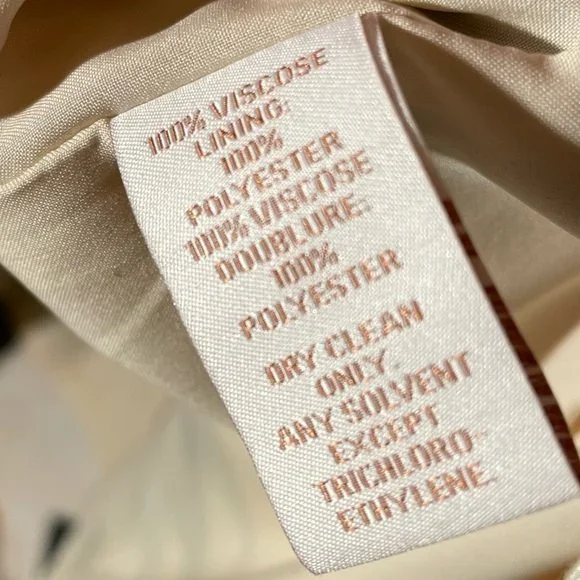 100% VISCOSE
LINING:
100%
POLYESTER
100% VISCOSE
DOUBLURE:
100%
POLYESTER
DRY CLEAN
ONLY.
ANY SOLVENT
EXCEPT
TRICHLORO-
ETHYLENE.